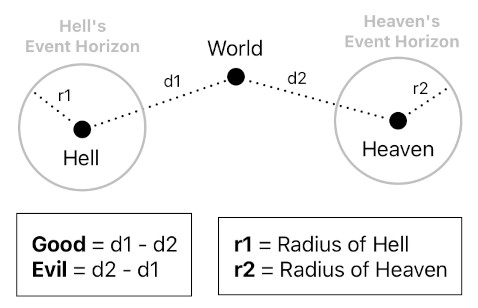 Hell's
Event Horizon
Heaven's
Event Horizon
World
r1
d1
d2
r2
Hell
Heaven
Good = d1 - d2
Evil = d2 - d1
r1 = Radius of Hell
r2 = Radius of Heaven